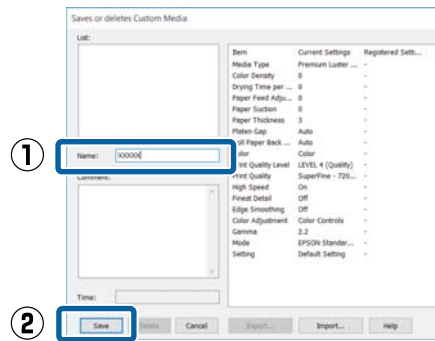 Saves or deletes Custom Media
List:
Item Current Settings Registered Setti...
Media Type Premium Luster ... -
Color Density 0 -
Drying Time per ... 0 -
Paper Feed Adju... 0 -
Paper Suction 0 -
Paper Thickness 3 -
Platen Gap Auto -
oll Paper Back ... Auto -
olor Color -
① Name: XXXXXX
int Quality Level LEVEL 4 (Quality) -
Comment:
Print Quality SuperFine - 720... -
High Speed On -
Finest Detail Off -
Edge Smoothing Off -
Color Adjustment Color Controls -
Gamma 2.2 -
Mode EPSON Standar... -
Setting Default Setting -
Time:
② Save Delete Cancel Export... Import... Help